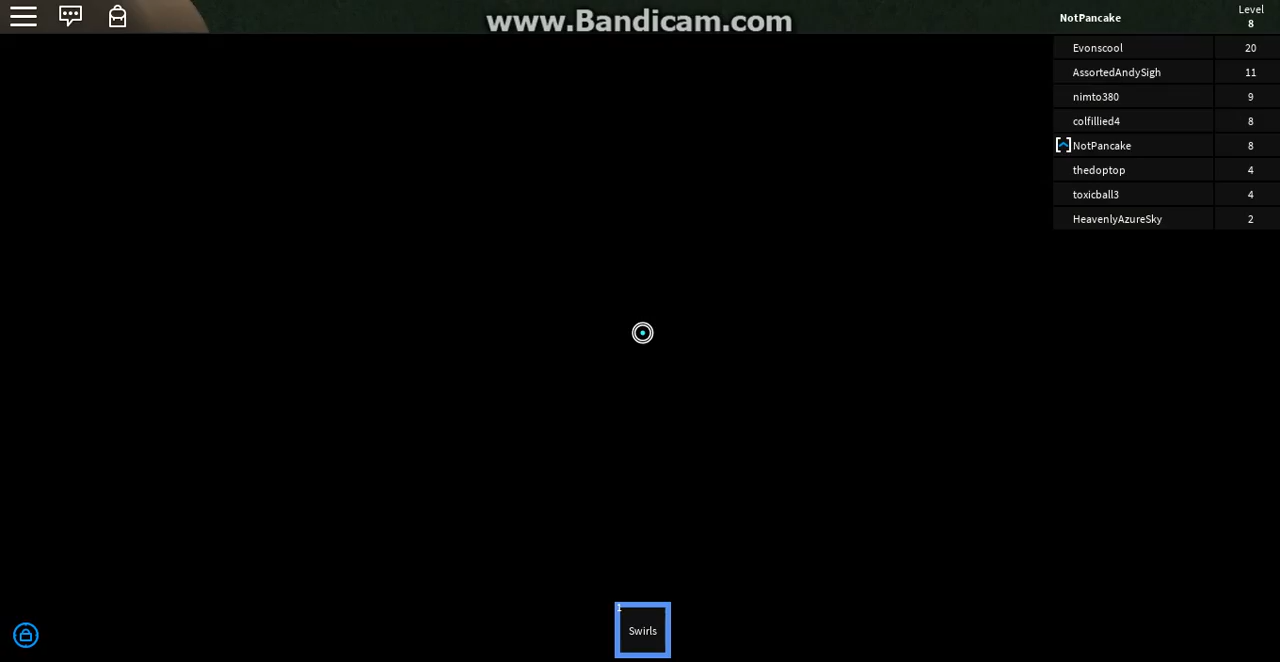 www.Bandicam.com
NotPancake
Level
8
Evonscool 20
AssortedAndySigh 11
nimto380 9
colfillied4 8
NotPancake 8
thedoptop 4
toxicball3 4
HeavenlyAzureSky 2
1
Swirls